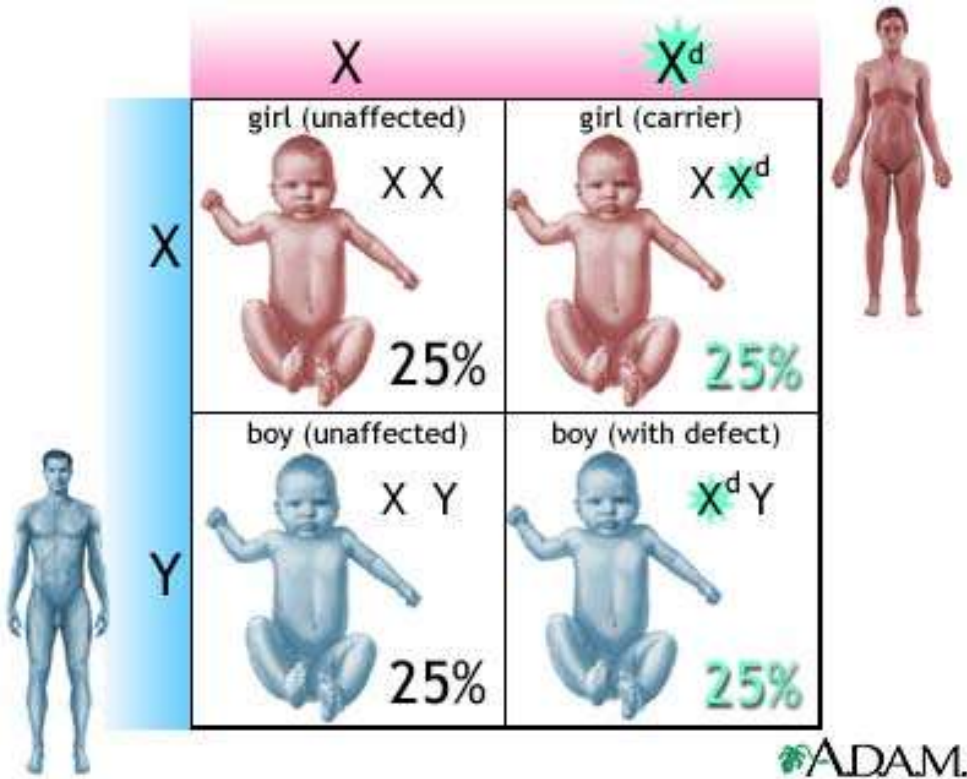 X Xᵈ
girl (unaffected) girl (carrier)
X X X Xᵈ
X
25% 25%
boy (unaffected) boy (with defect)
X Y Xᵈ Y
Y
25% 25%
A.D.A.M.